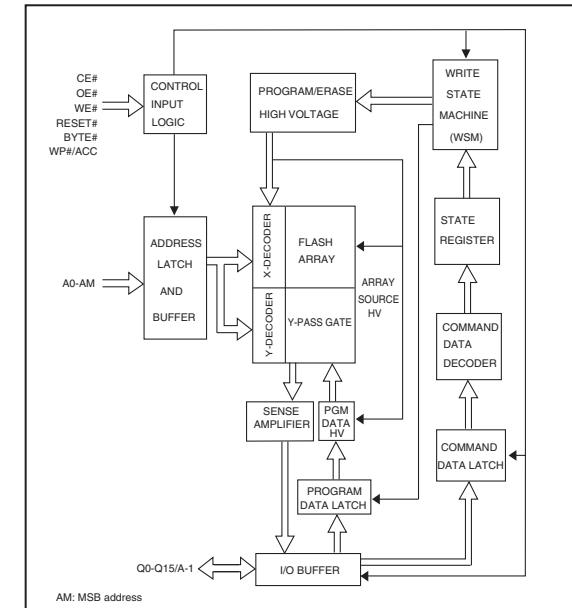 CE#
OE#
WE#
RESET#
BYTE#
WP#/ACC
CONTROL
INPUT
LOGIC
PROGRAM/ERASE
HIGH VOLTAGE
WRITE
STATE
MACHINE
(WSM)
STATE
REGISTER
A0-AM
ADDRESS
LATCH
AND
BUFFER
X-DECODER
FLASH
ARRAY
Y-DECODER
Y-PASS GATE
ARRAY
SOURCE
HV
COMMAND
DATA
DECODER
SENSE
AMPLIFIER
PGM
DATA
HV
COMMAND
DATA LATCH
PROGRAM
DATA LATCH
Q0-Q15/A-1
I/O BUFFER
AM: MSB address